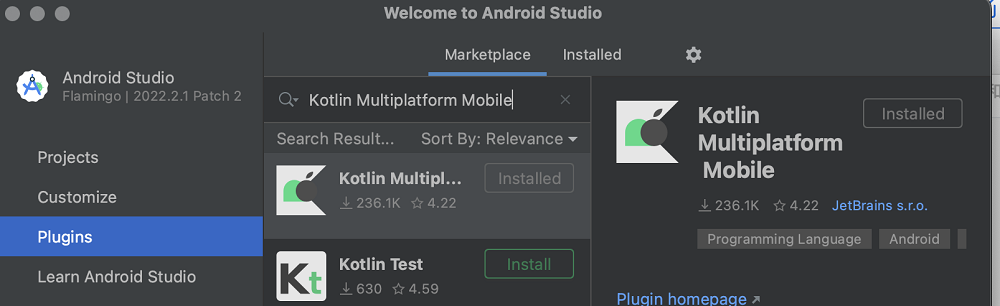 Welcome to Android Studio
Android Studio
Flamingo | 2022.2.1 Patch 2
Projects
Customize
Plugins
Learn Android Studio
Marketplace
Installed
Kotlin Multiplatform Mobile
Search Result...
Sort By: Relevance
Kotlin Multipl...
Installed
236.1K
4.22
Kt
Kotlin Test
Install
630
4.59
Kotlin
Multiplatform
Mobile
Installed
236.1K
4.22
JetBrains s.r.o.
Programming Language
Android
Plugin homepage